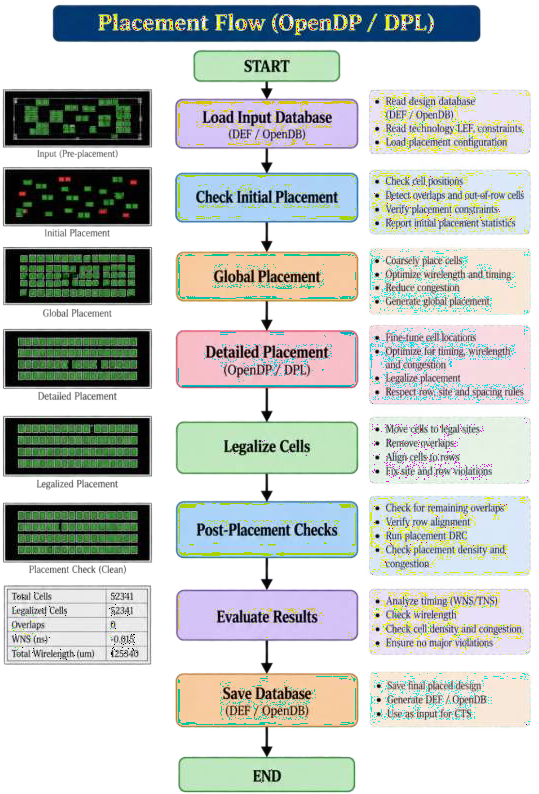 Placement Flow (OpenDP / DPL)
START
Load Input Database
(DEF / OpenDB)
• Read design database
(DEF / OpenDB)
• Read technology LEF, constraints
• Load placement configuration
Input (Pre-placement)
Check Initial Placement
• Check cell positions
• Detect overlaps and out-of-row cells
• Verify placement constraints
• Report initial placement statistics
Initial Placement
Global Placement
• Coarsely place cells
• Optimize wirelength and timing
• Reduce congestion
• Generate global placement
Global Placement
Detailed Placement
(OpenDP / DPL)
• Fine-tune cell locations
• Optimize for timing, wirelength
and congestion
• Legalize placement
• Respect row, site and spacing rules
Detailed Placement
Legalize Cells
• Move cells to legal sites
• Remove overlaps
• Align cells to rows
• Fix site and row violations
Legalized Placement
Post-Placement Checks
• Check for remaining overlaps
• Verify row alignment
• Run placement DRC
• Check placement density and
congestion
Placement Check (Clean)
Total Cells 52341
Legalized Cells 52341
Overlaps 0
WNS (ns)
Total Wirelength (um)
Evaluate Results
• Analyze timing (WNS/TNS)
• Check wirelength
• Check cell density and congestion
• Ensure no major violations
Save Database
(DEF / OpenDB)
• Save final placed design
• Generate DEF / OpenDB
• Use as input for CTS
END